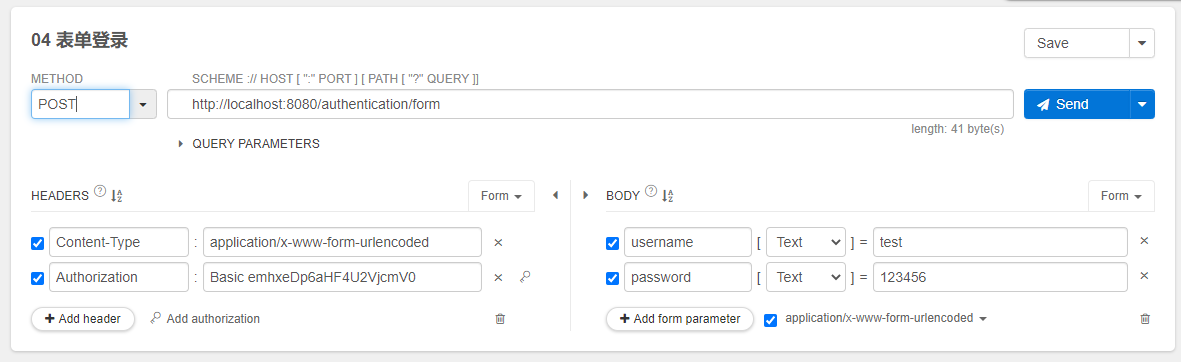 04 表单登录
Save
METHOD
SCHEME :// HOST [ ":" PORT ] [ PATH [ "?" QUERY ]]
POST
http://localhost:8080/authentication/form
Send
length: 41 byte(s)
QUERY PARAMETERS
HEADERS ? Form
BODY ? Form
Content-Type : application/x-www-form-urlencoded ×
username [ Text ] = test ×
Authorization : Basic emhxeDp6aHF4U2VjcmV0 ×
password [ Text ] = 123456 ×
+ Add header Add authorization
+ Add form parameter application/x-www-form-urlencoded